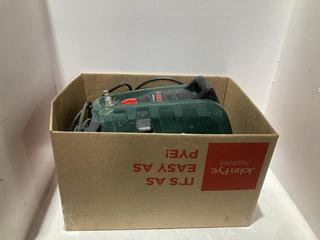 John Pye
Auctions
IT'S AS
EASY AS
PYE!